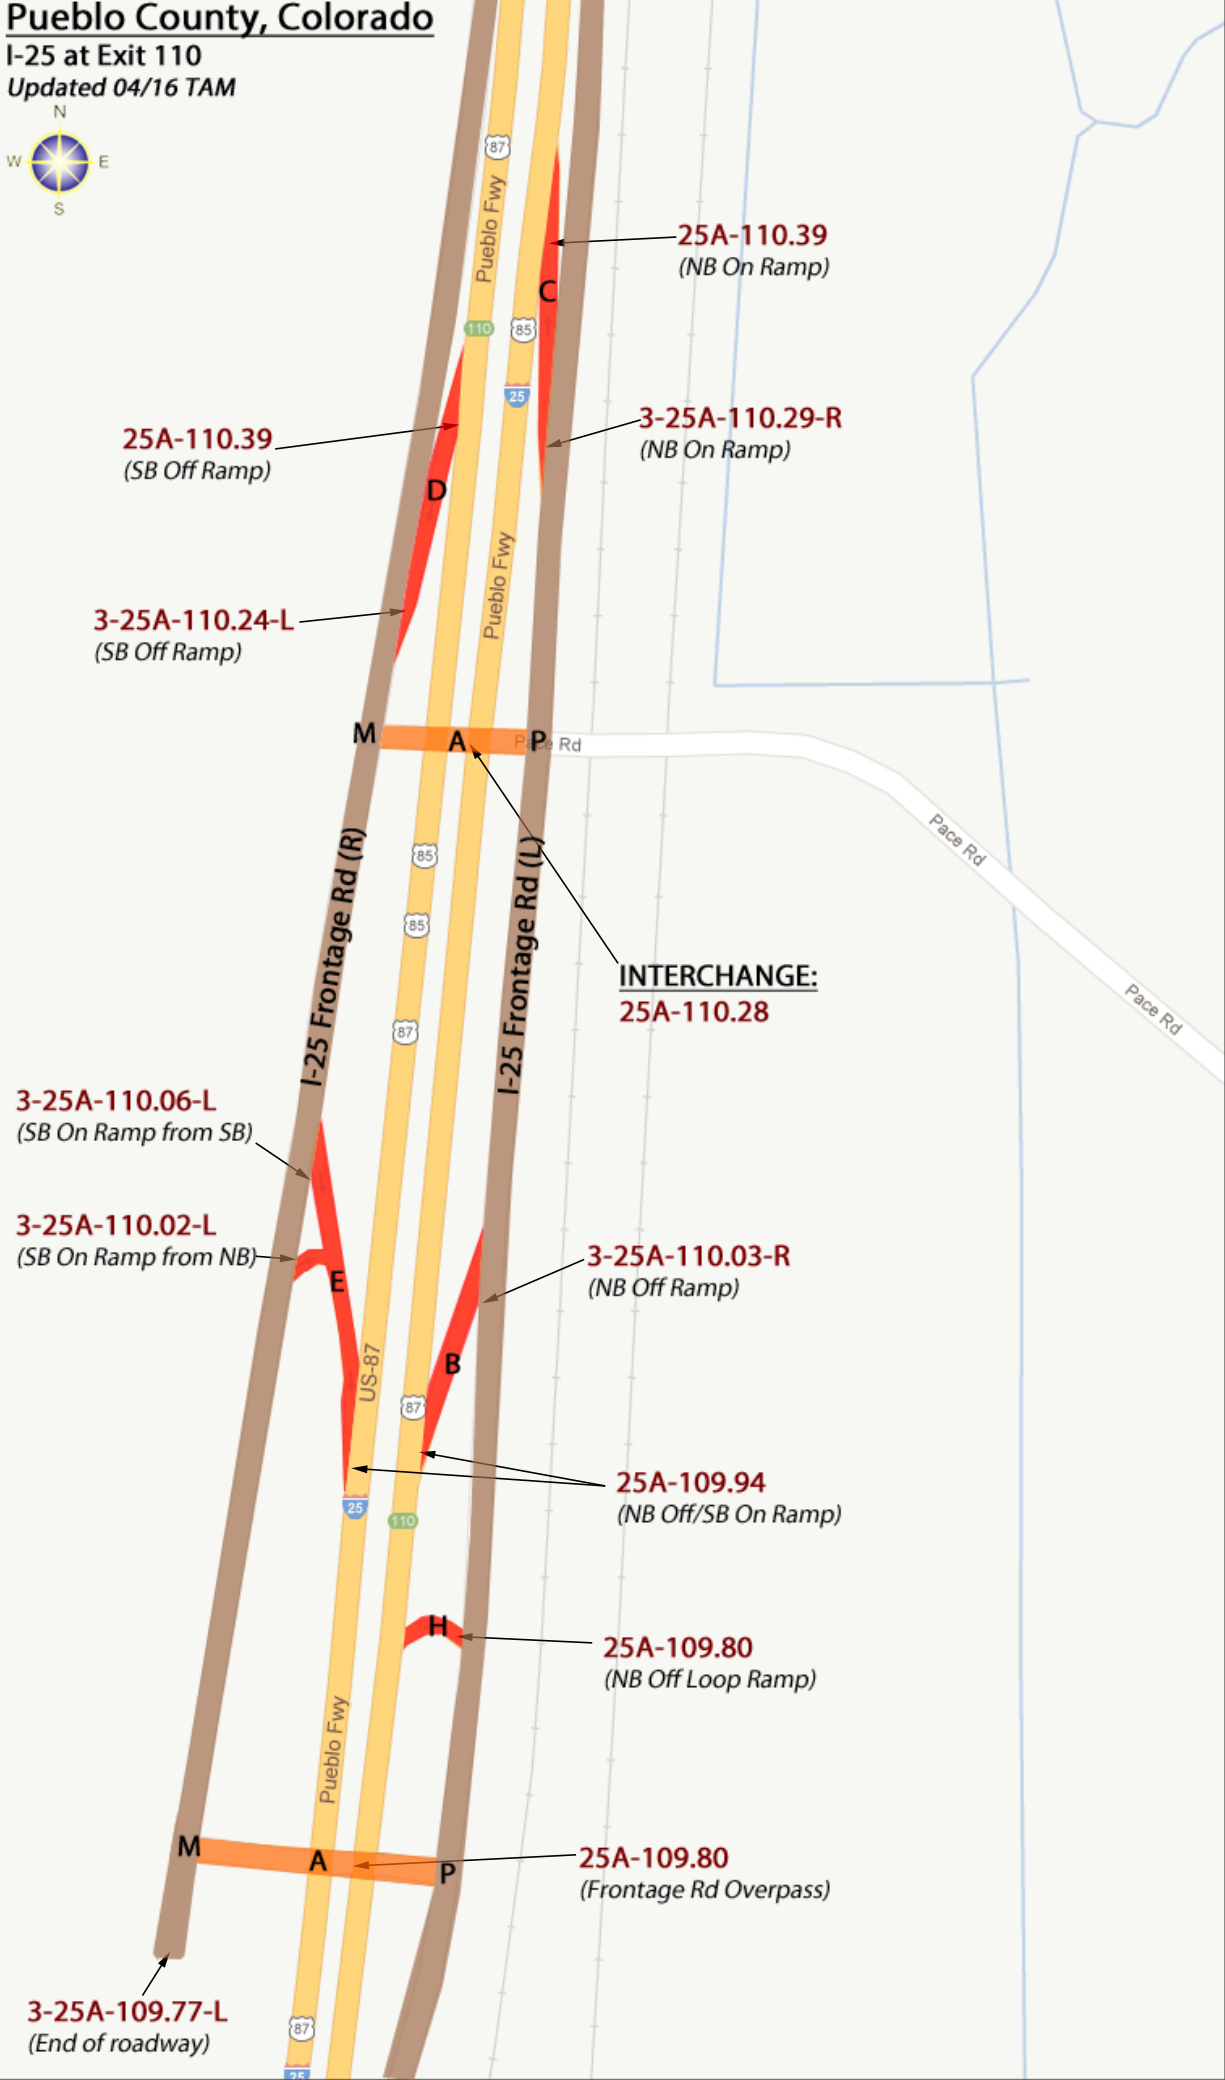 Pueblo County, Colorado
I-25 at Exit 110
Updated 04/16 TAM
N
W E
S
87
Pueblo Fwy
25A-110.39
(NB On Ramp)
C
110
85
25
3-25A-110.29-R
(NB On Ramp)
25A-110.39
(SB Off Ramp)
D
Pueblo Fwy
3-25A-110.24-L
(SB Off Ramp)
M A P Pace Rd
Pace Rd
I-25 Frontage Rd (R)
I-25 Frontage Rd (L)
85
85
INTERCHANGE:
25A-110.28
Pace Rd
87
3-25A-110.06-L
(SB On Ramp from SB)
3-25A-110.02-L
(SB On Ramp from NB)
E
3-25A-110.03-R
(NB Off Ramp)
B
US-87
87
25A-109.94
(NB Off/SB On Ramp)
25
110
H
25A-109.80
(NB Off Loop Ramp)
Pueblo Fwy
M A P
25A-109.80
(Frontage Rd Overpass)
3-25A-109.77-L
(End of roadway)
87
25